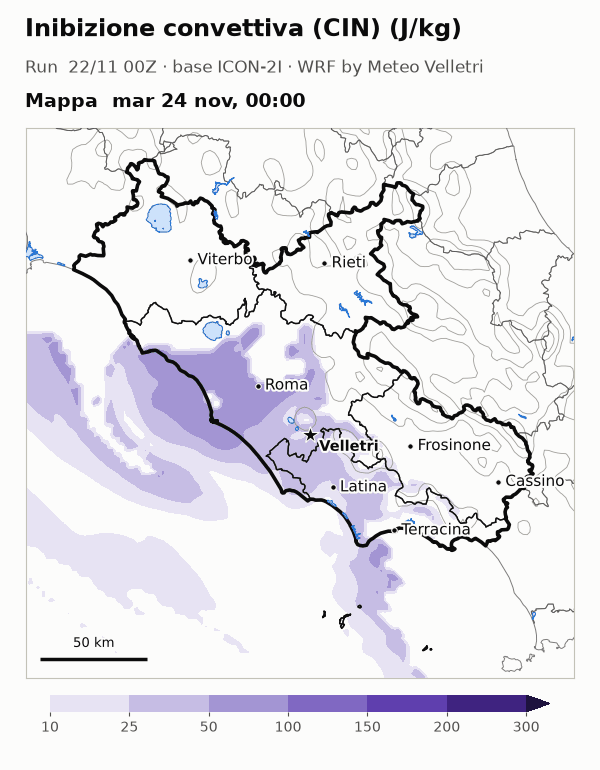 Inibizione convettiva (CIN) (J/kg)
Run  22/11 00Z · base ICON-2I · WRF by Meteo Velletri
Mappa  mar 24 nov, 00:00
Viterbo
Rieti
Roma
Velletri
Frosinone
Latina
Cassino
Terracina
50 km
10 25 50 100 150 200 300